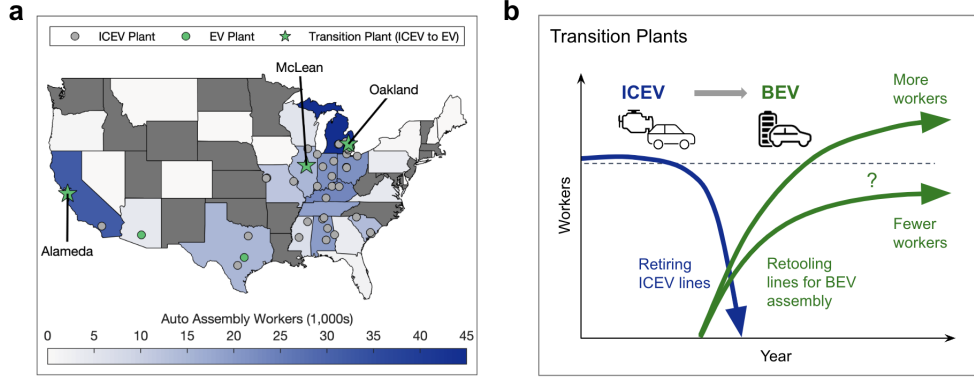 a
ICEV Plant
EV Plant
Transition Plant (ICEV to EV)
McLean
Oakland
Alameda
Auto Assembly Workers (1,000s)
0 5 10 15 20 25 30 35 40 45
b
Transition Plants
ICEV
BEV
More
workers
?
Fewer
workers
Retiring
ICEV lines
Retooling
lines for BEV
assembly
Workers
Year